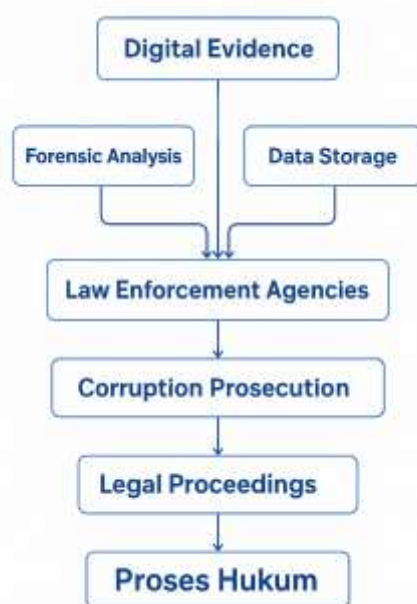 Digital Evidence
Forensic Analysis
Data Storage
Law Enforcement Agencies
Corruption Prosecution
Legal Proceedings
Proses Hukum